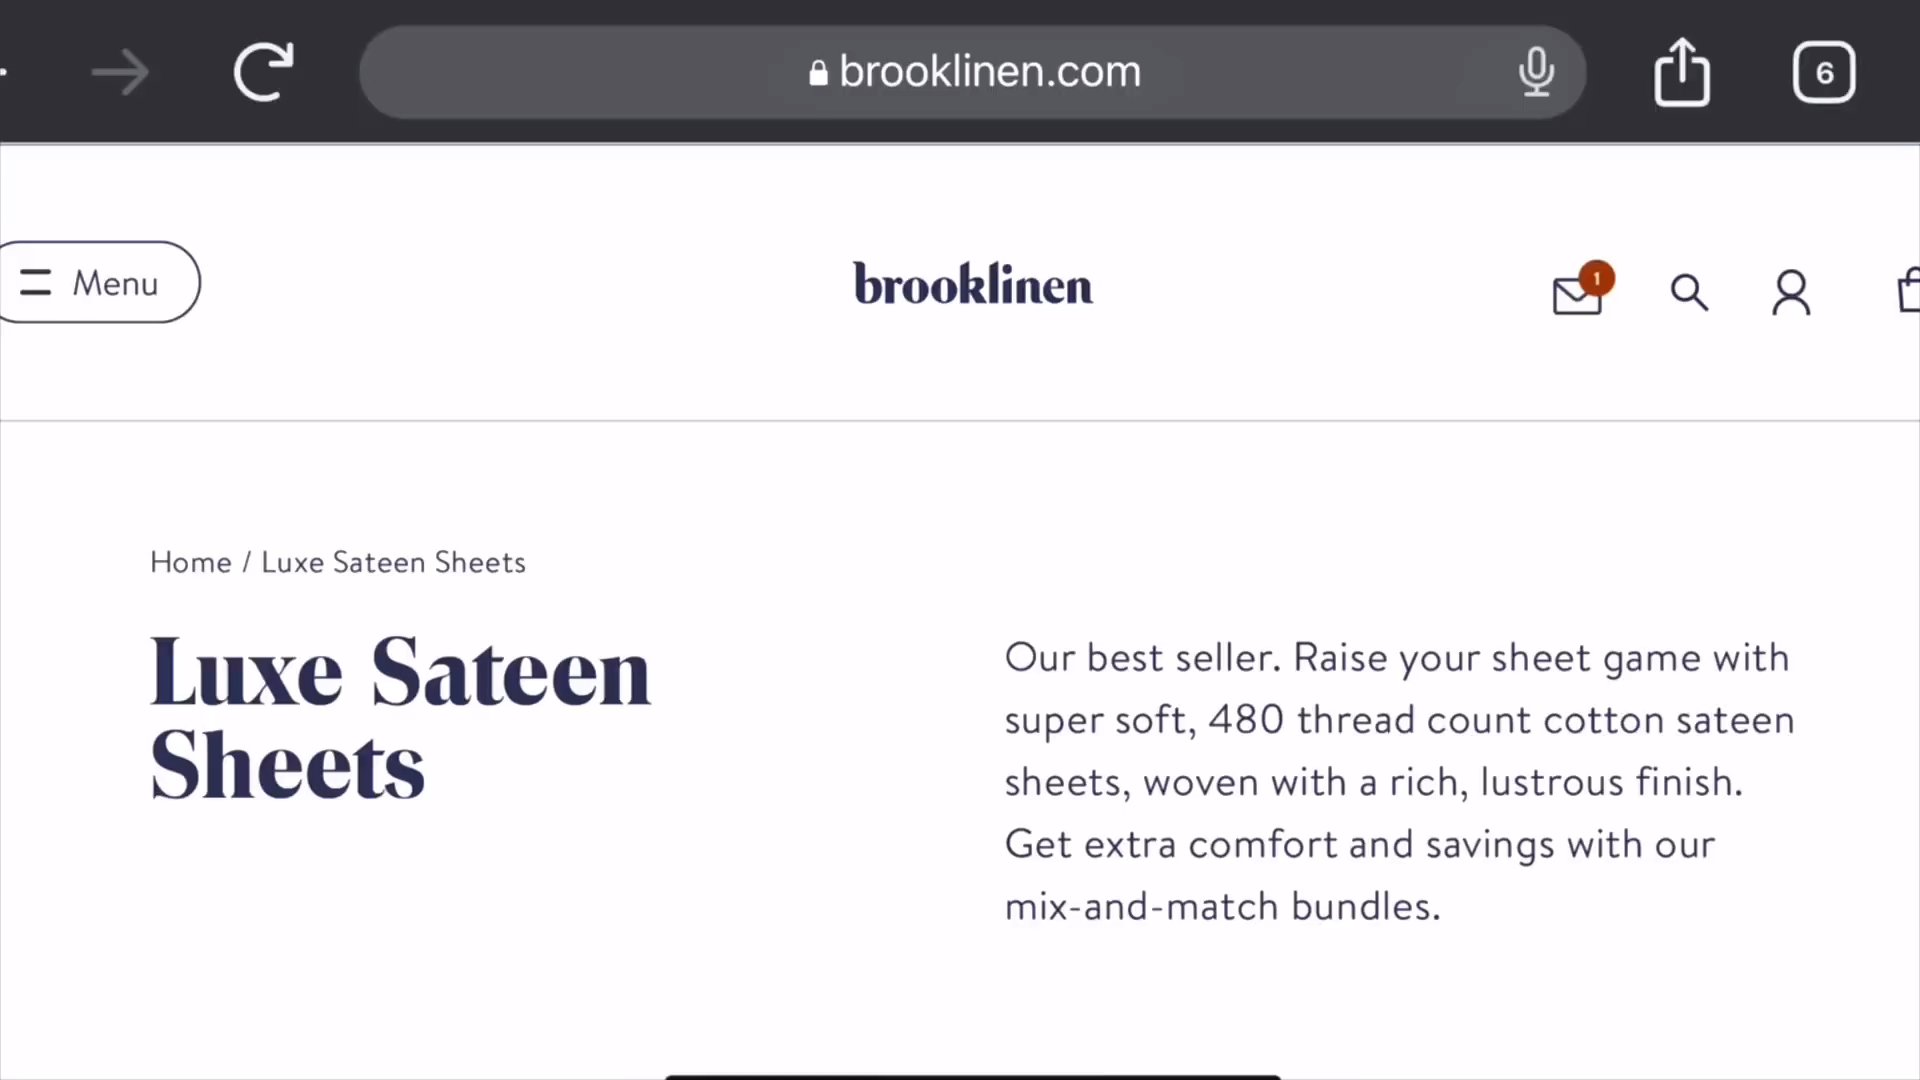 brooklinen.com
6
Menu
brooklinen
1
Home / Luxe Sateen Sheets
Luxe Sateen
Sheets
Our best seller. Raise your sheet game with
super soft, 480 thread count cotton sateen
sheets, woven with a rich, lustrous finish.
Get extra comfort and savings with our
mix-and-match bundles.